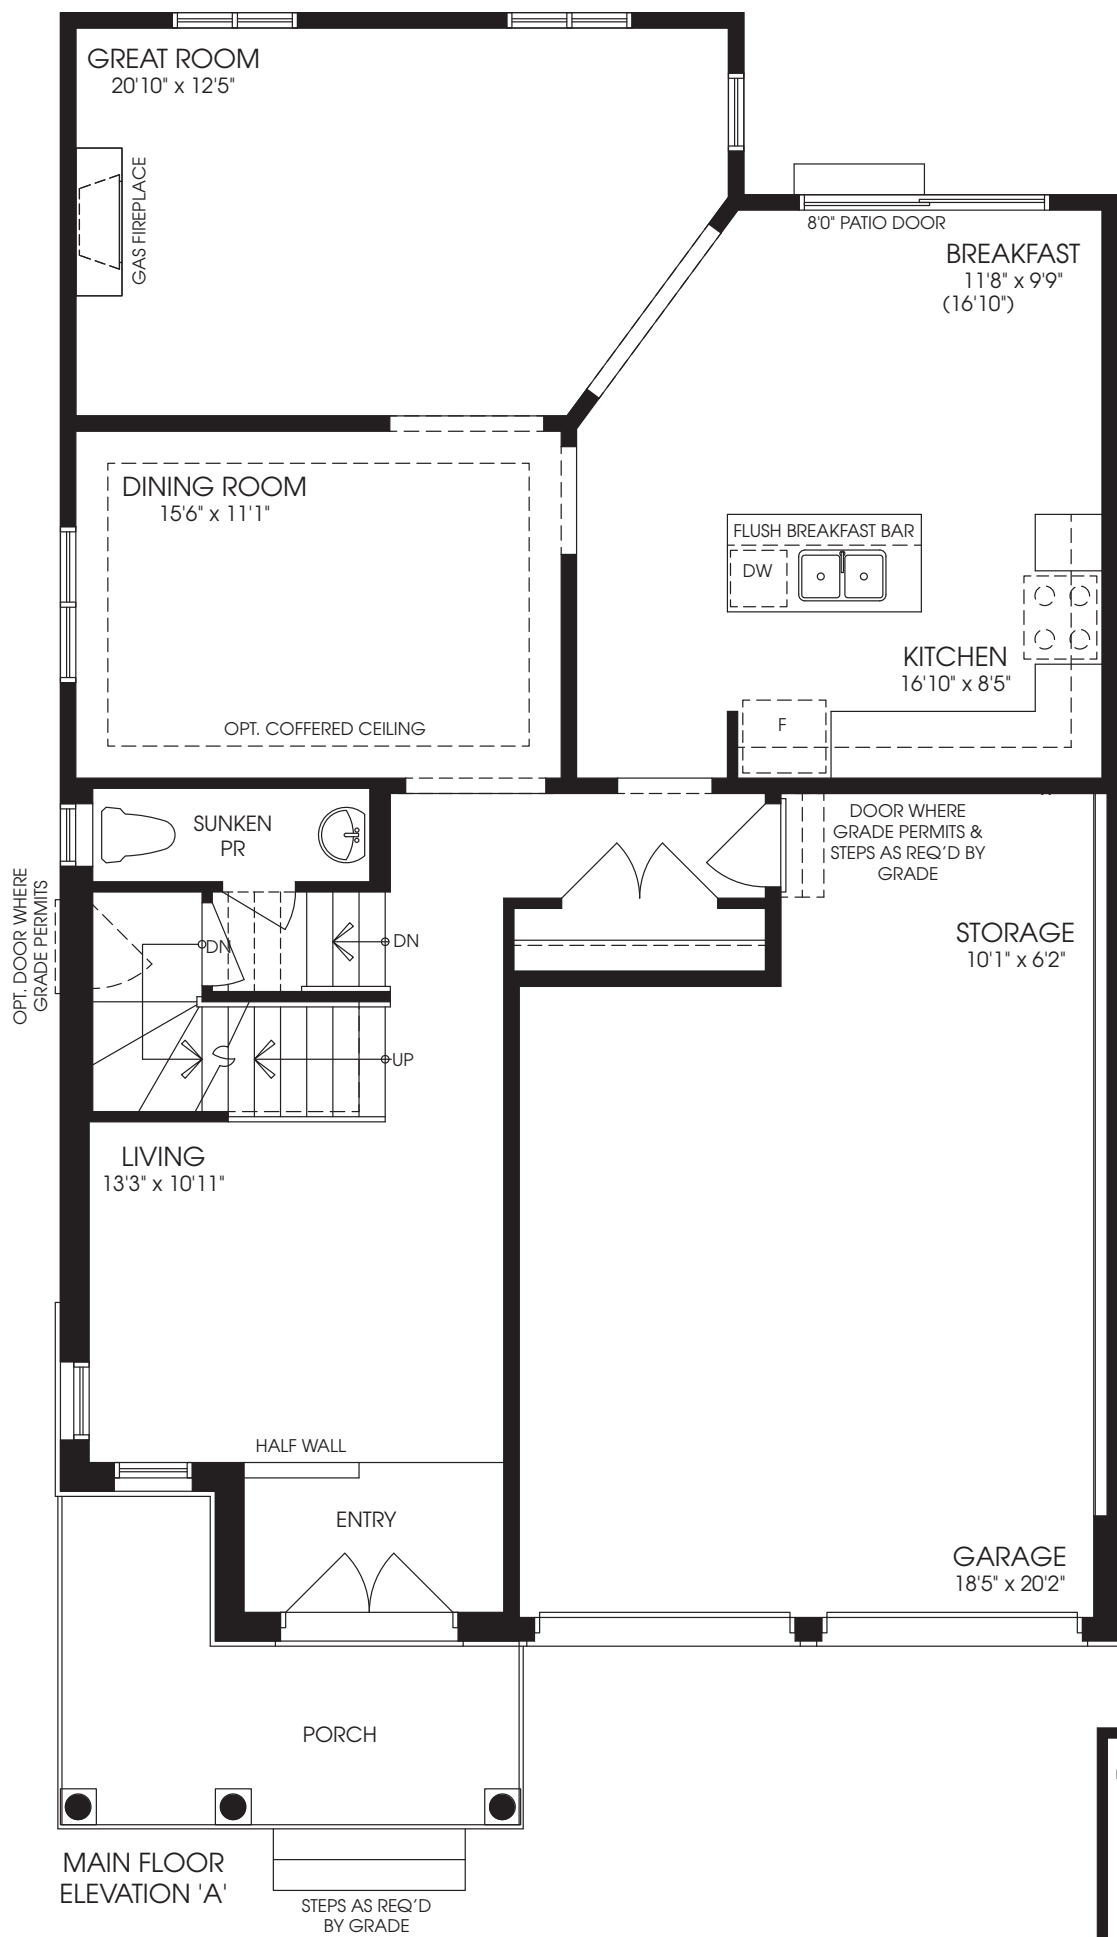 GREAT ROOM
20'10" x 12'5"
GAS FIREPLACE
8'0" PATIO DOOR
BREAKFAST
11'8" x 9'9"
(16'10")
DINING ROOM
15'6" x 11'1"
OPT. COFFERED CEILING
FLUSH BREAKFAST BAR
DW
KITCHEN
16'10" x 8'5"
F
SUNKEN
PR
DOOR WHERE
GRADE PERMITS &
STEPS AS REQ'D BY
GRADE
OPT. DOOR WHERE
GRADE PERMITS
DN
DN
UP
STORAGE
10'1" x 6'2"
LIVING
13'3" x 10'11"
HALF WALL
ENTRY
GARAGE
18'5" x 20'2"
PORCH
MAIN FLOOR
ELEVATION 'A'
STEPS AS REQ'D
BY GRADE